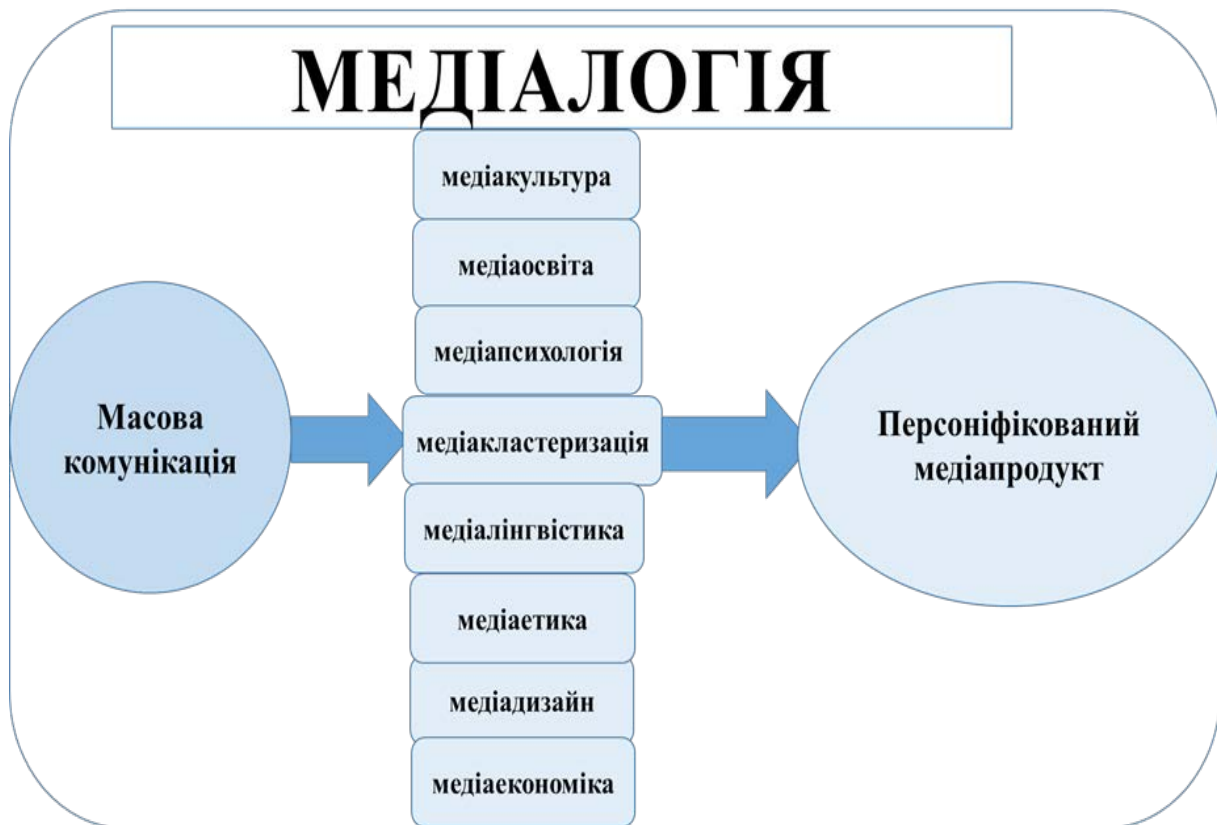 МЕДІАЛОГІЯ
медіакультура
медіаосвіта
медіапсихологія
Масова
комунікація
медіакластеризація
Персоніфікований
медіапродукт
медіалінгвістика
медіаетика
медіадизайн
медіаекономіка